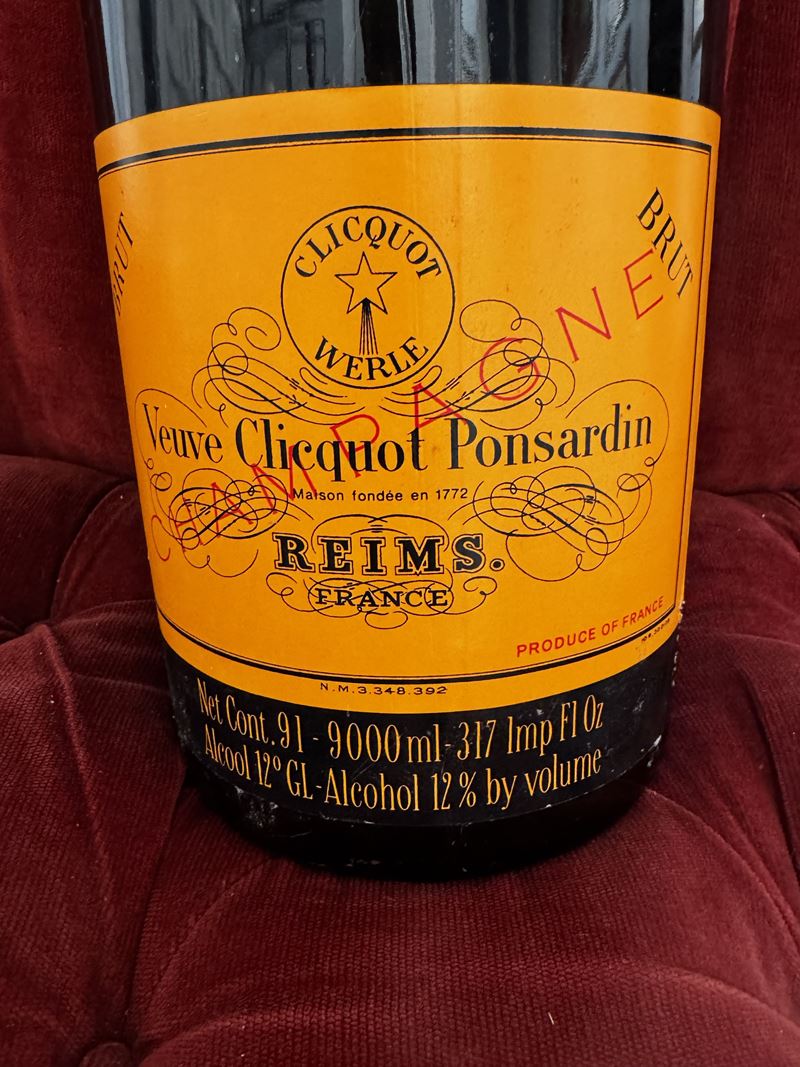 BRUT
BRUT
CLICQUOT
WERLE
CHAMPAGNE
Veuve Clicquot Ponsardin
Maison fondée en 1772
REIMS.
FRANCE
PRODUCE OF FRANCE
N.M.3.348.392
Net Cont. 9l - 9000 ml - 317 Imp Fl Oz
Alcool 12° GL - Alcohol 12 % by volume